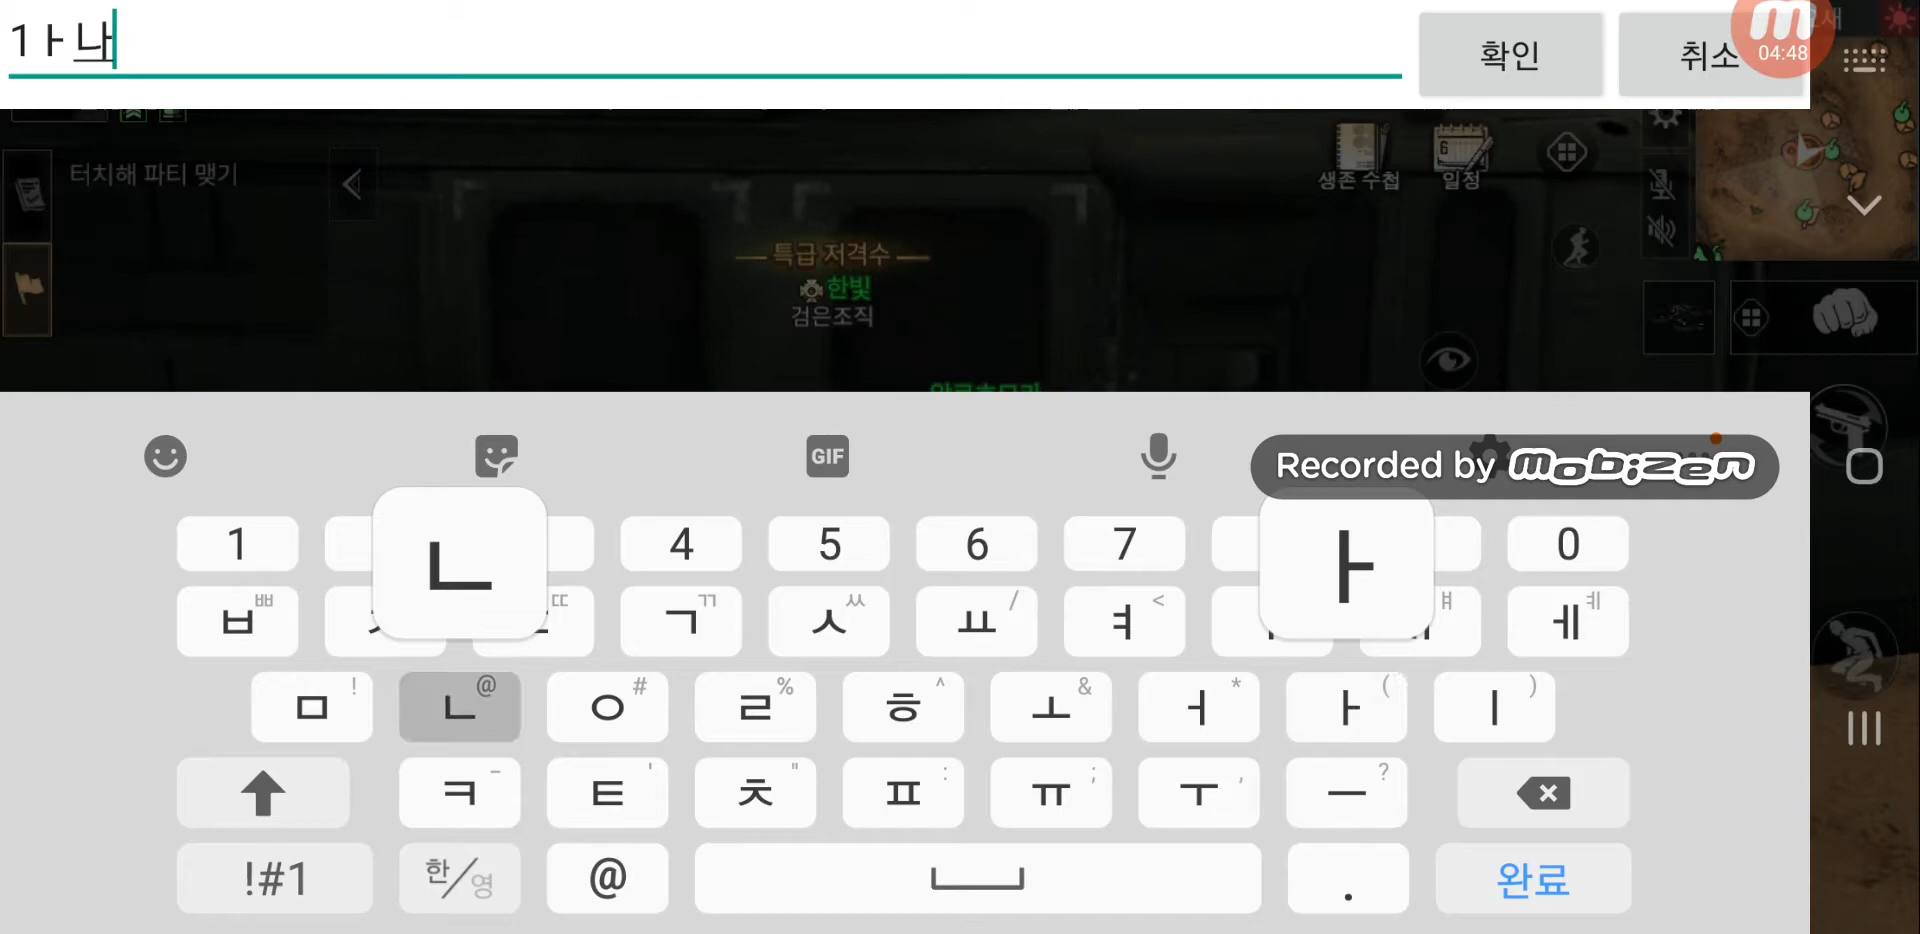 1ㅏ나
확인
취소
04:48
터치해 파티 맺기
생존 수첩
6
일정
특급 저격수
한빛
검은조직
GIF
Recorded by mobizen
ㄴ
ㅏ
1
4
5
6
7
0
ㅂ ㅃ
ㄸ
ㄱ ㄲ
ㅅ ㅆ
ㅛ /
ㅕ <
ㅒ
ㅔ ㅖ
ㅁ !
ㄴ @
ㅇ #
ㄹ %
ㅎ ^
ㅗ &
ㅓ *
ㅏ (
ㅣ )
ㅋ -
ㅌ '
ㅊ "
ㅍ :
ㅠ ;
ㅜ ,
ㅡ ?
!#1
한/영
@
.
완료